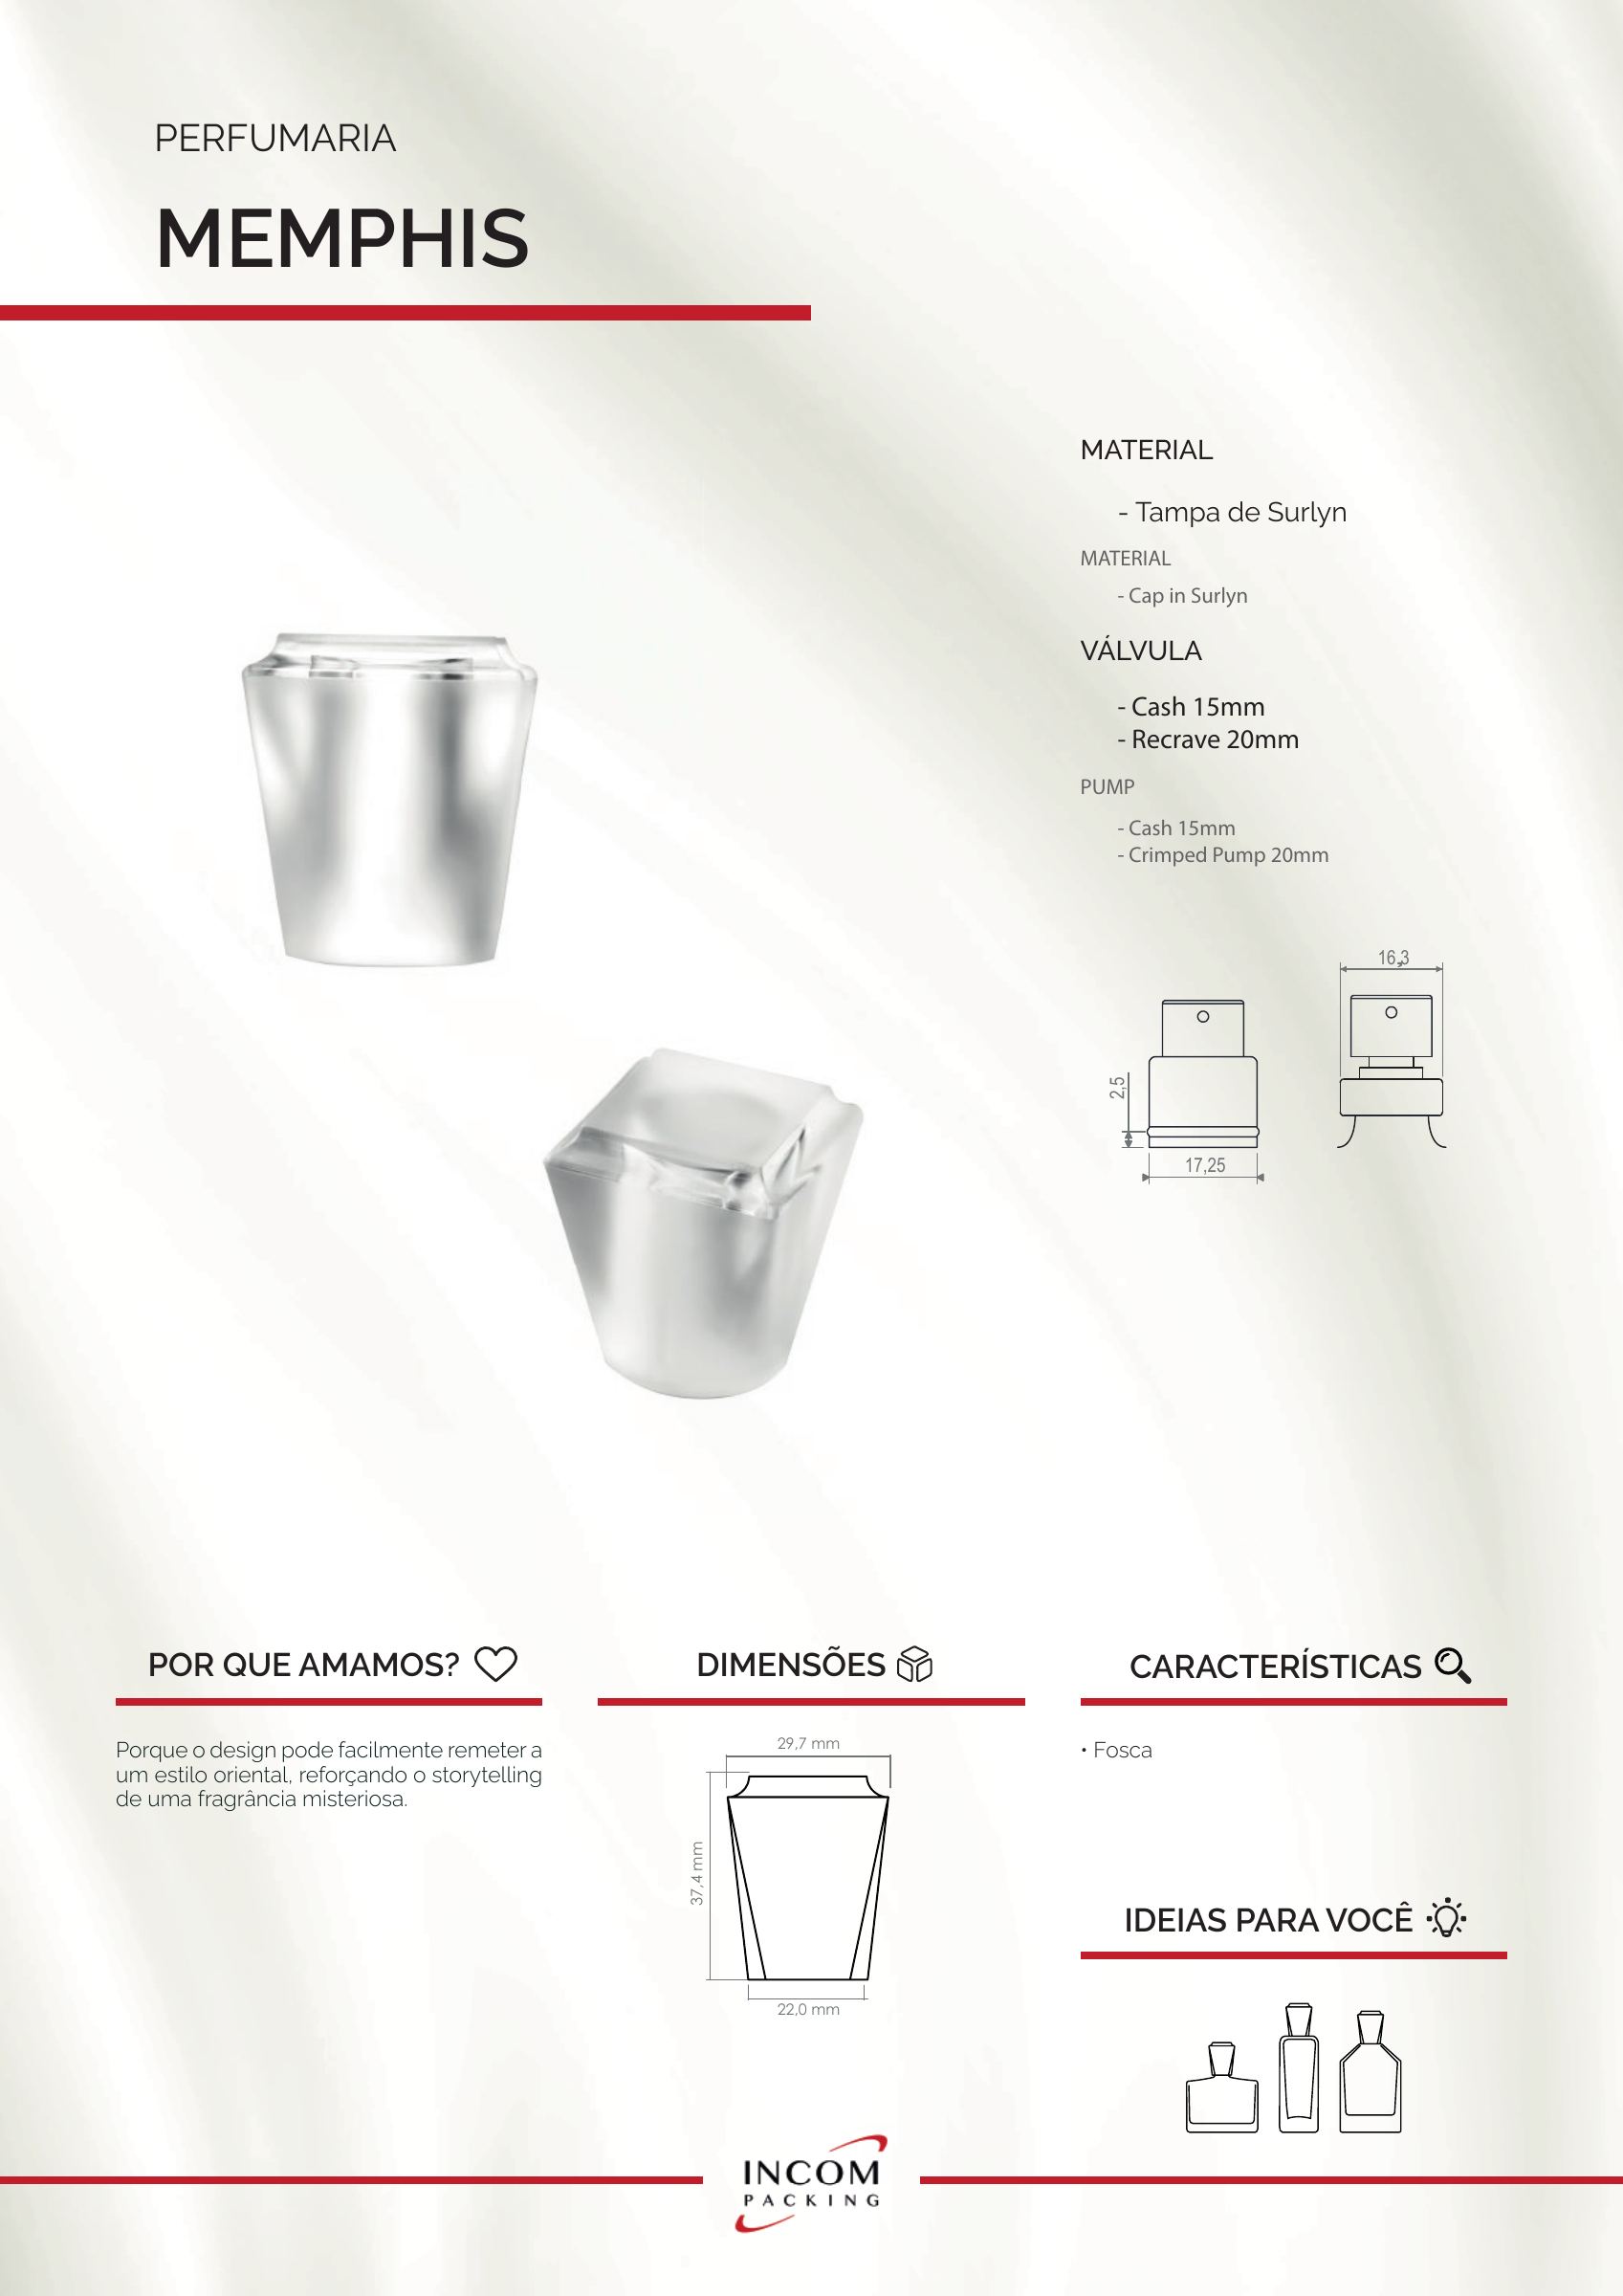 PERFUMARIA
MEMPHIS
MATERIAL
- Tampa de Surlyn
MATERIAL
- Cap in Surlyn
VÁLVULA
- Cash 15mm
- Recrave 20mm
PUMP
- Cash 15mm
- Crimped Pump 20mm
16,3
2,5
17,25
POR QUE AMAMOS?
Porque o design pode facilmente remeter a
um estilo oriental, reforçando o storytelling
de uma fragrância misteriosa.
DIMENSÕES
29,7 mm
37,4 mm
22,0 mm
CARACTERÍSTICAS
• Fosca
IDEIAS PARA VOCÊ
INCOM
PACKING